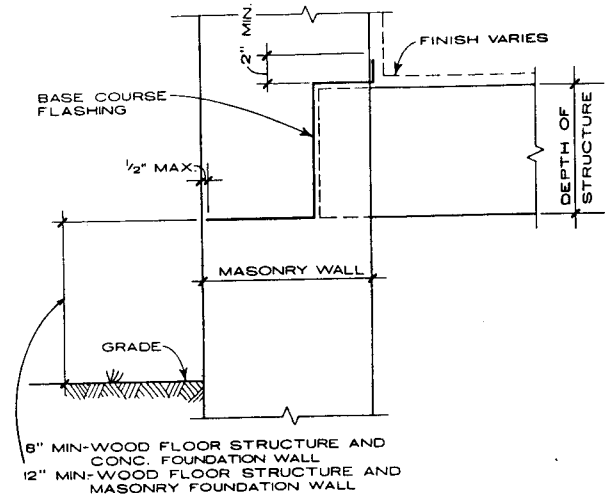 2" MIN.
FINISH VARIES
BASE COURSE
FLASHING
1/2" MAX.
DEPTH OF
STRUCTURE
MASONRY WALL
GRADE
8" MIN-WOOD FLOOR STRUCTURE AND
CONC. FOUNDATION WALL
12" MIN-WOOD FLOOR STRUCTURE AND
MASONRY FOUNDATION WALL